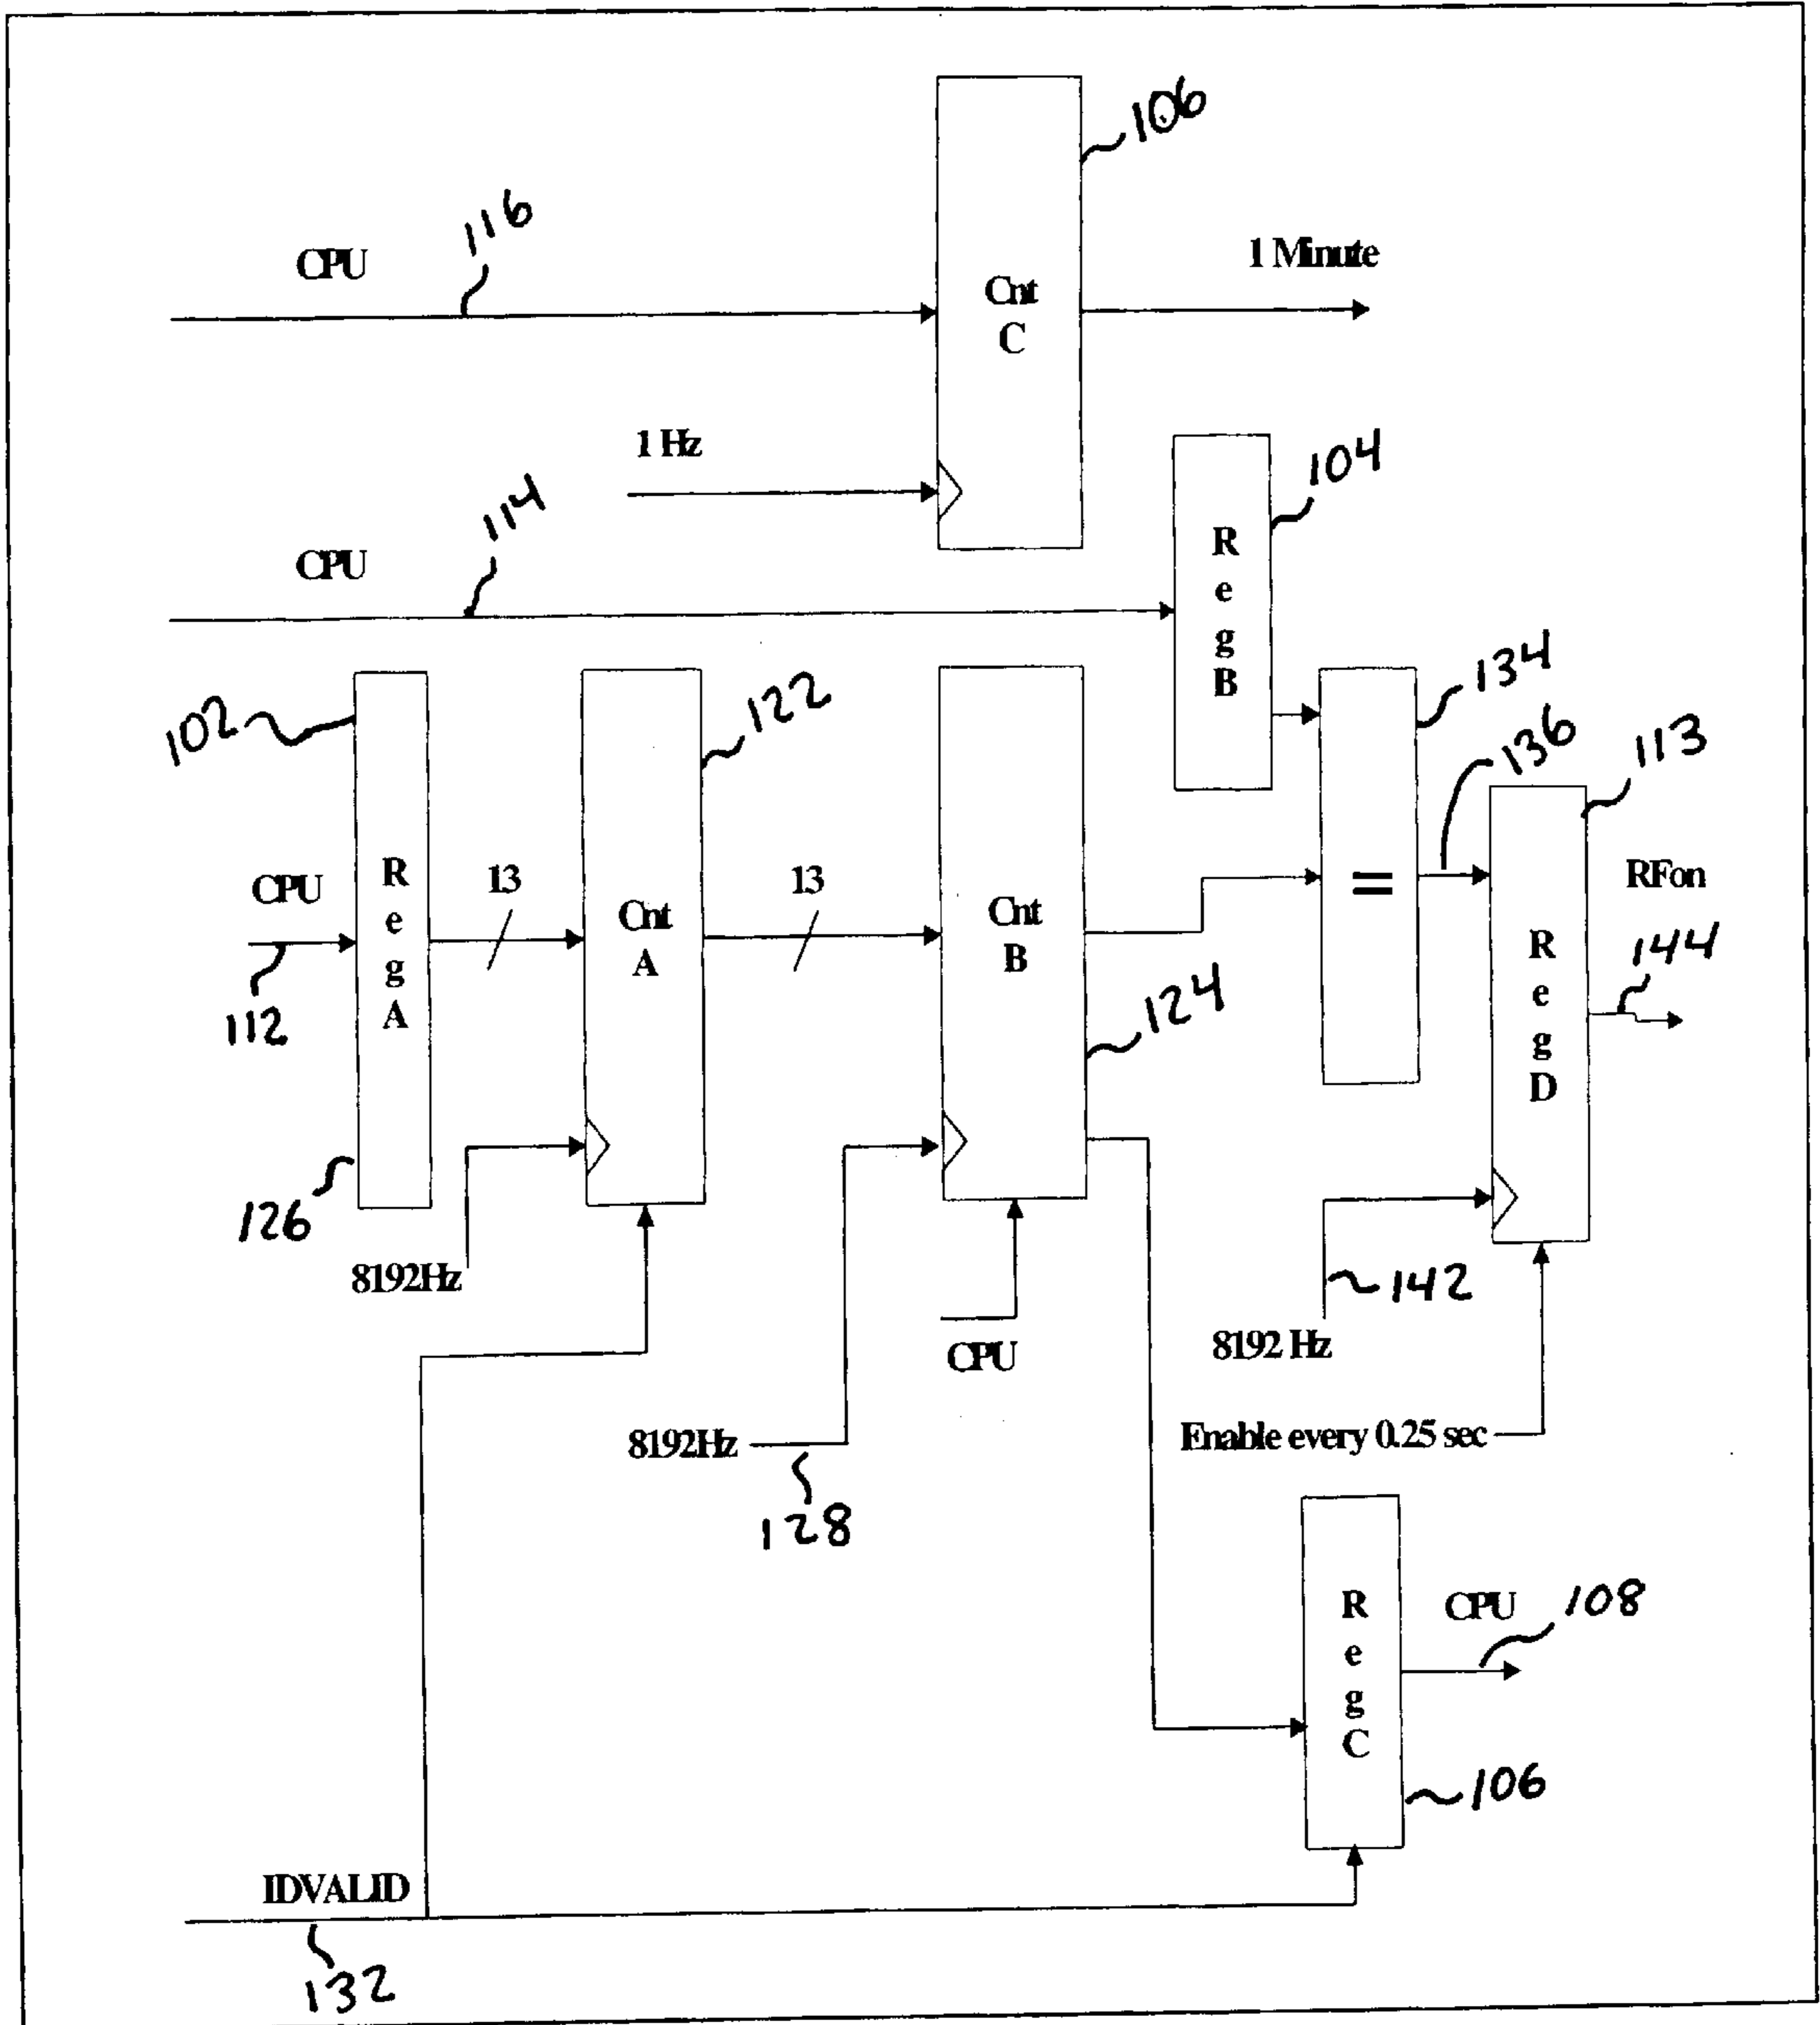 106
116
CPU
1 Minute
Cnt
C
1 Hz
104
114
CPU
R
e
g
B
134
102
122
136
113
CPU
R
e
g
A
13
Cnt
A
13
Cnt
B
=
RFon
R
e
g
D
144
112
124
126
8192Hz
142
CPU
8192 Hz
8192Hz
Enable every 0.25 sec
128
R
e
g
C
CPU
108
106
IDVALID
132